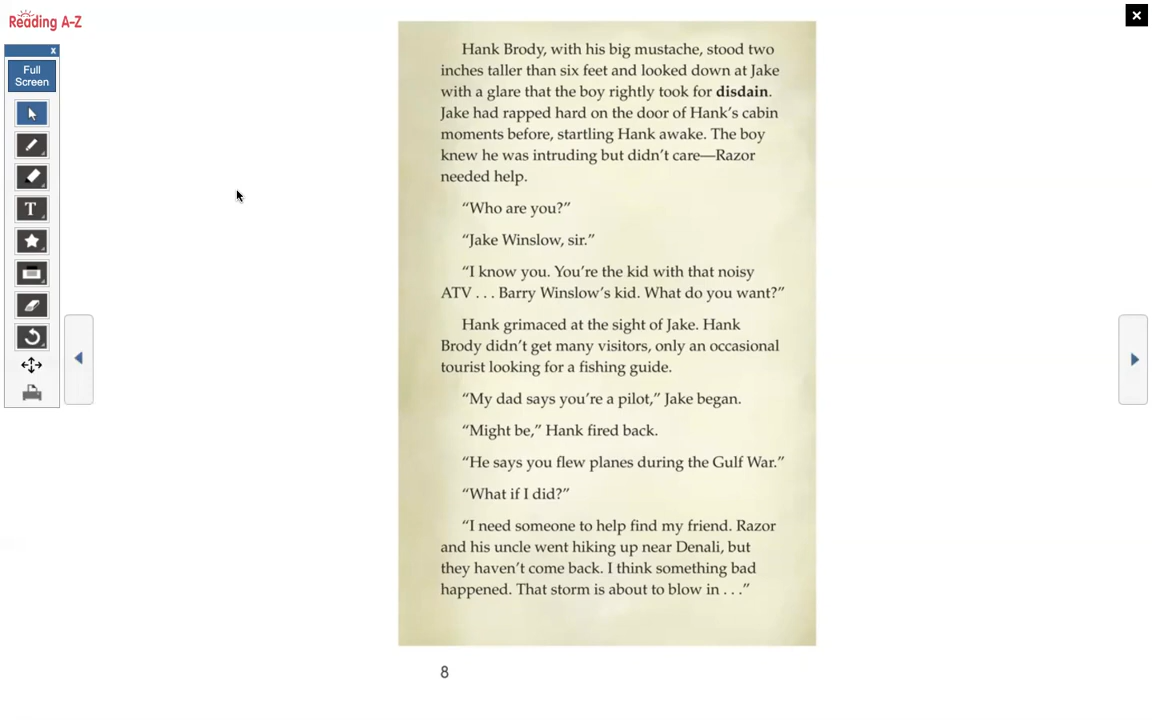 Reading A-Z
x
Full
Screen
T
Hank Brody, with his big mustache, stood two
inches taller than six feet and looked down at Jake
with a glare that the boy rightly took for disdain.
Jake had rapped hard on the door of Hank’s cabin
moments before, startling Hank awake. The boy
knew he was intruding but didn’t care—Razor
needed help.
“Who are you?”
“Jake Winslow, sir.”
“I know you. You’re the kid with that noisy
ATV . . . Barry Winslow’s kid. What do you want?”
Hank grimaced at the sight of Jake. Hank
Brody didn’t get many visitors, only an occasional
tourist looking for a fishing guide.
“My dad says you’re a pilot,” Jake began.
“Might be,” Hank fired back.
“He says you flew planes during the Gulf War.”
“What if I did?”
“I need someone to help find my friend. Razor
and his uncle went hiking up near Denali, but
they haven’t come back. I think something bad
happened. That storm is about to blow in . . .”
8